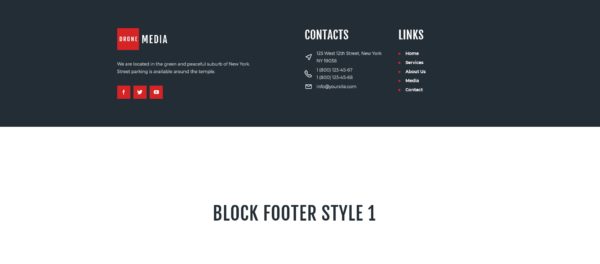 DRONE MEDIA
We are located in the green and peaceful suburb of New York
Street parking is available around the temple.
CONTACTS
123 West 12th Street, New York
NY 19038
1 (800) 123-45-67
1 (800) 123-45-68
info@yoursite.com
LINKS
Home
Services
About Us
Media
Contact
BLOCK FOOTER STYLE 1